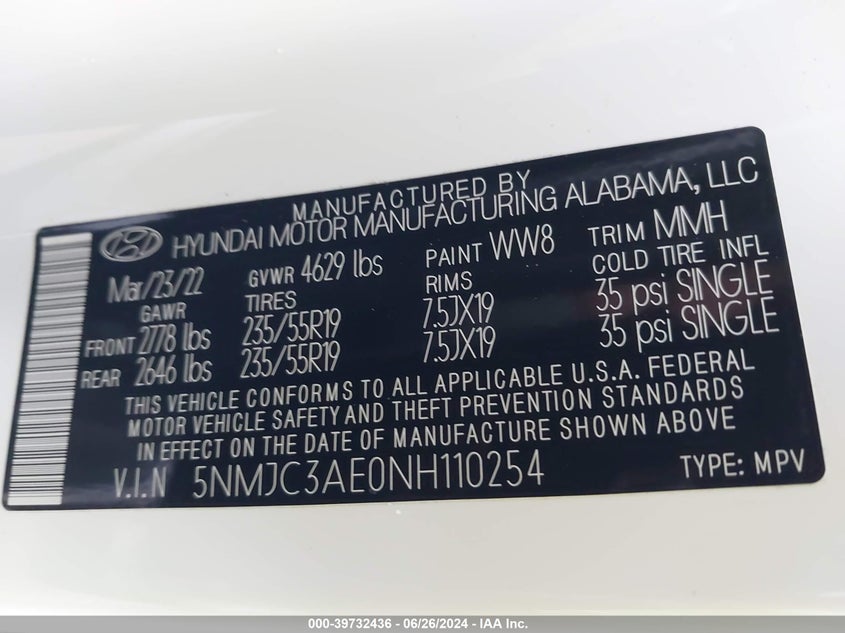 MANUFACTURED BY
HYUNDAI MOTOR MANUFACTURING ALABAMA, LLC
Mar/23/22 GVWR 4629 lbs PAINT WW8 TRIM MMH
GAWR TIRES RIMS COLD TIRE INFL
FRONT 2778 lbs 235/55R19 7.5JX19 35 psi SINGLE
REAR 2646 lbs 235/55R19 7.5JX19 35 psi SINGLE
THIS VEHICLE CONFORMS TO ALL APPLICABLE U.S.A. FEDERAL
MOTOR VEHICLE SAFETY AND THEFT PREVENTION STANDARDS
IN EFFECT ON THE DATE OF MANUFACTURE SHOWN ABOVE
V.I.N 5NMJC3AE0NH110254 TYPE: MPV
000-39732436 - 06/26/2024 - IAA Inc.